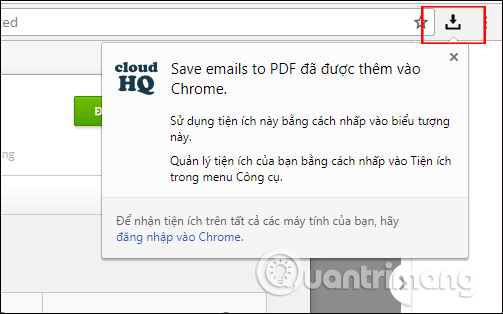 ted
cloud
HQ
Save emails to PDF đã được thêm vào
Chrome.
Sử dụng tiện ích này bằng cách nhấp vào biểu tượng
này.
Quản lý tiện ích của bạn bằng cách nhấp vào Tiện ích
trong menu Công cụ.
Để nhận tiện ích trên tất cả các máy tính của bạn, hãy
đăng nhập vào Chrome.
Đ
ng
Quantrimang